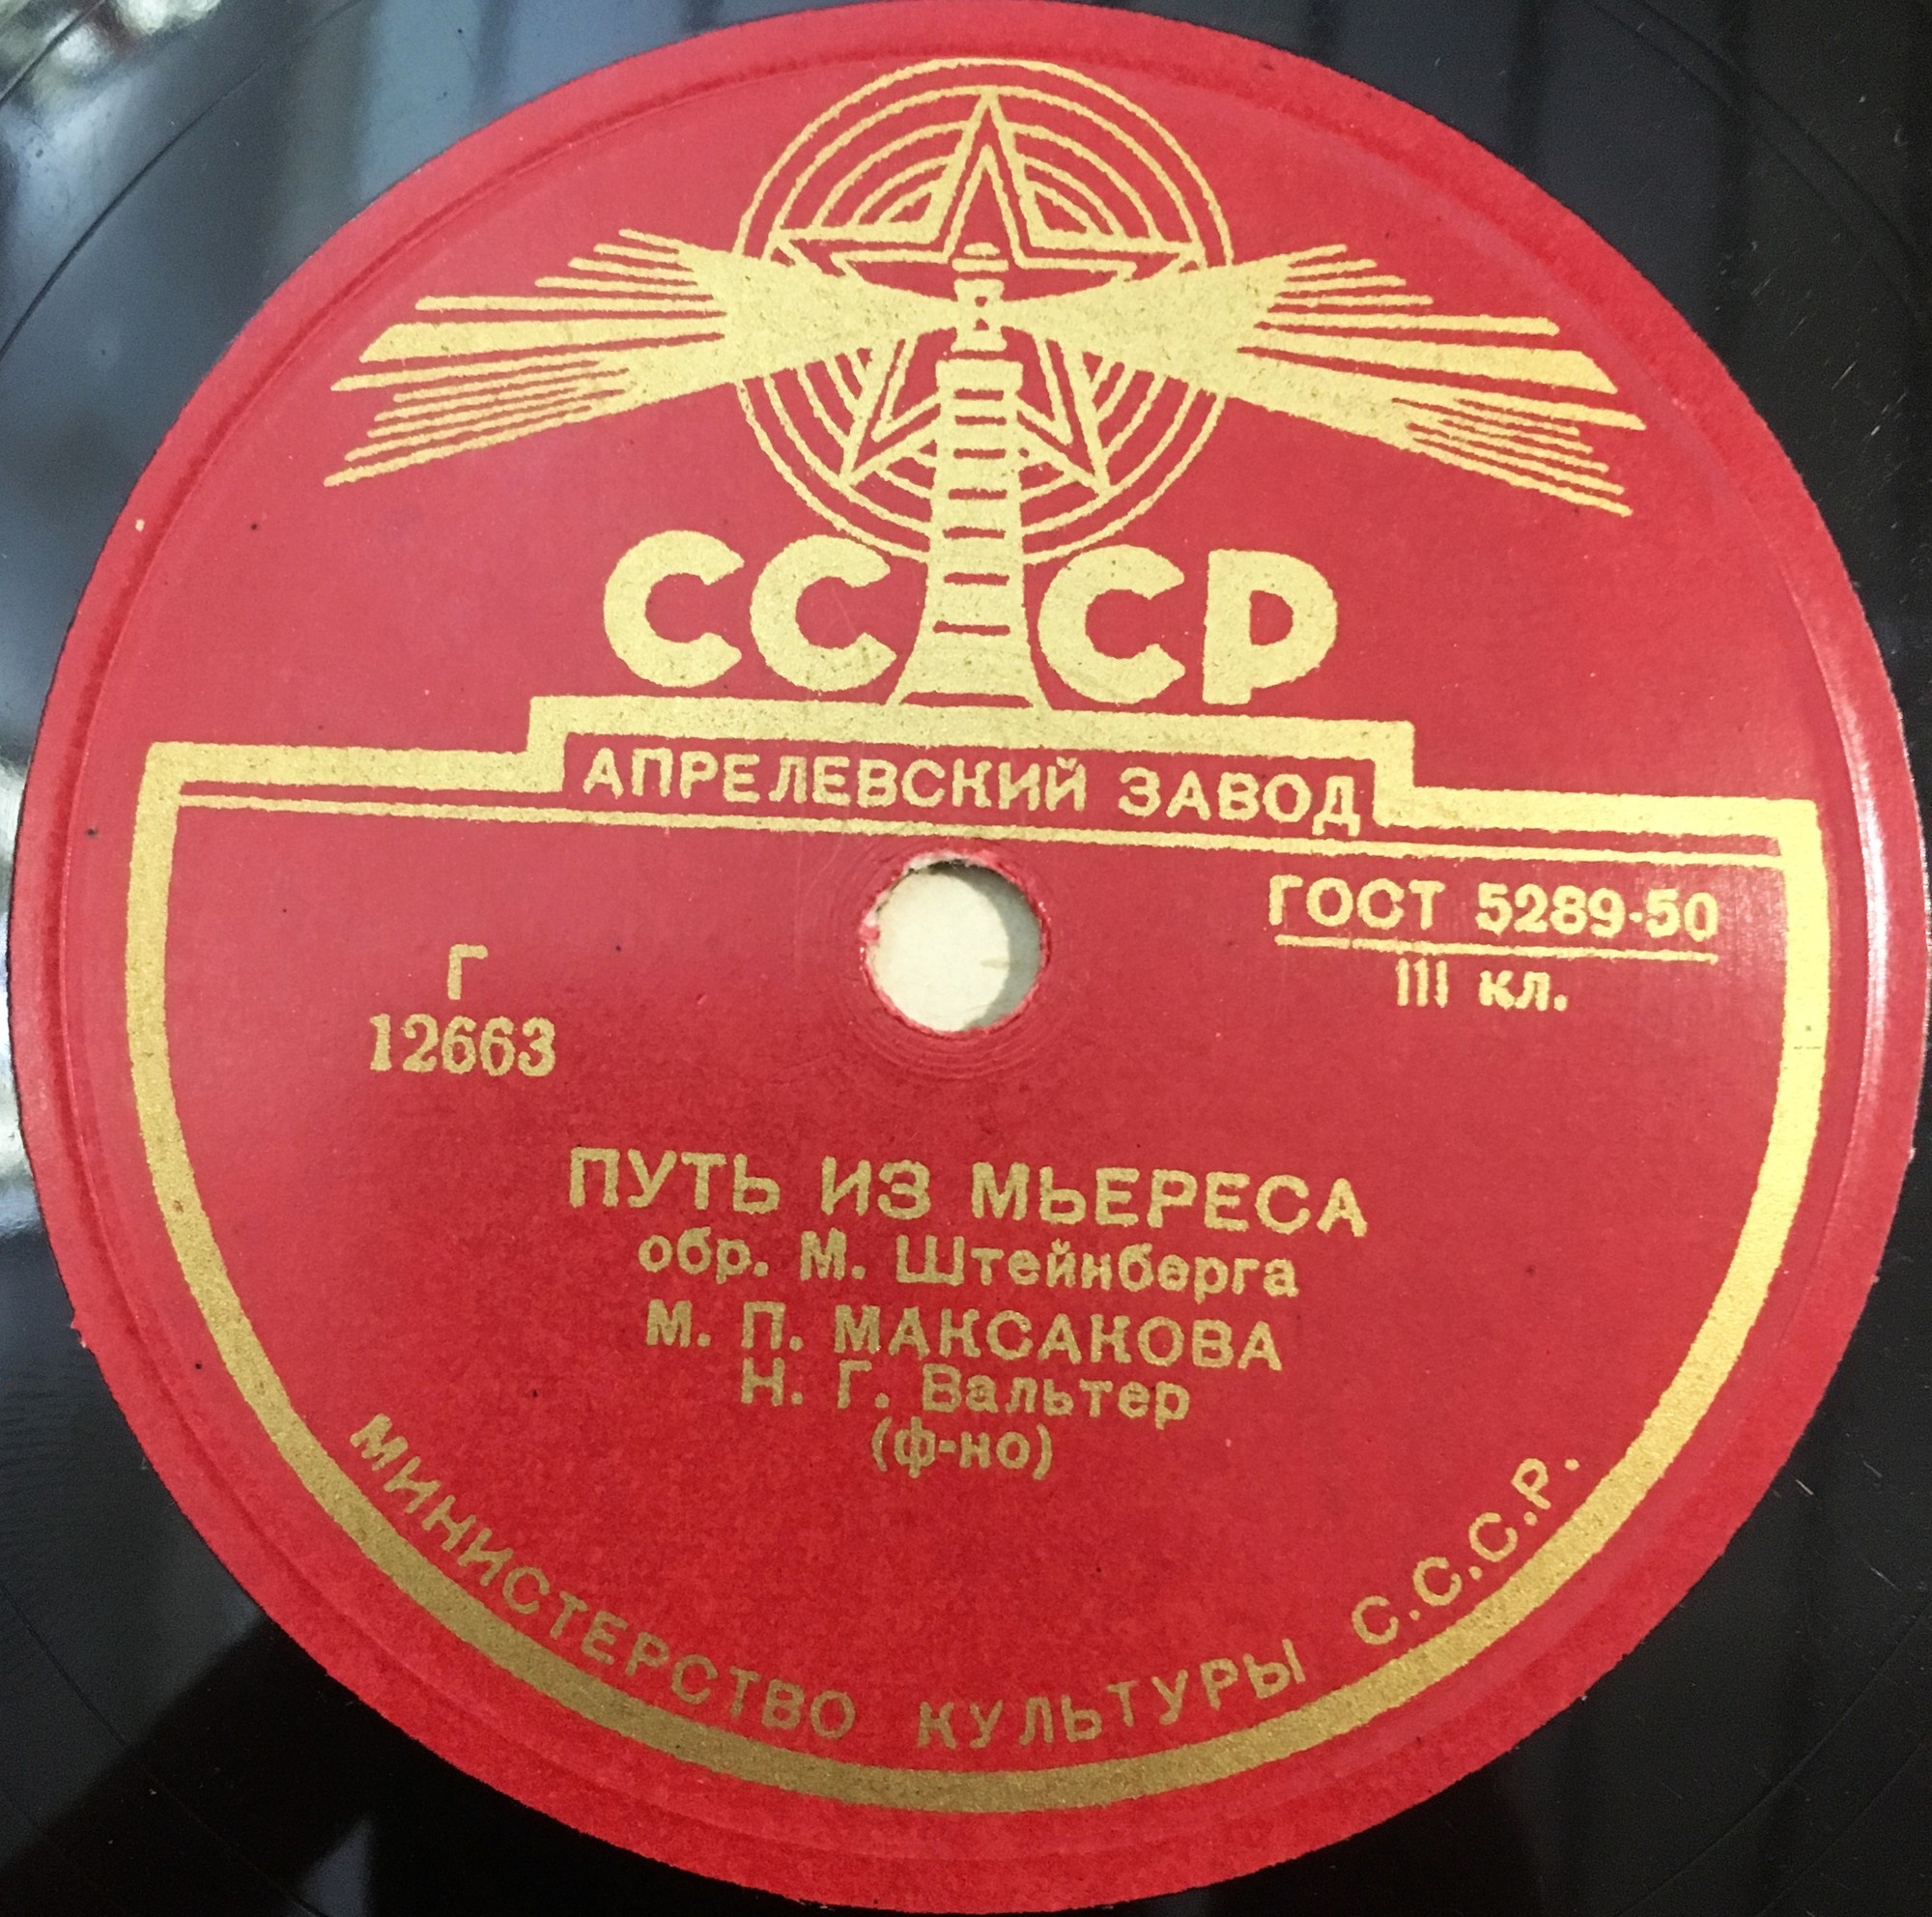 СССР
АПРЕЛЕВСКИЙ ЗАВОД
ГОСТ 5289-50
III кл.
Г
12663
ПУТЬ ИЗ МЬЕРЕСА
обр. М. Штейнберга
М. П. МАКСАКОВА
Н. Г. Вальтер
(ф-но)
МИНИСТЕРСТВО КУЛЬТУРЫ С.С.С.Р.